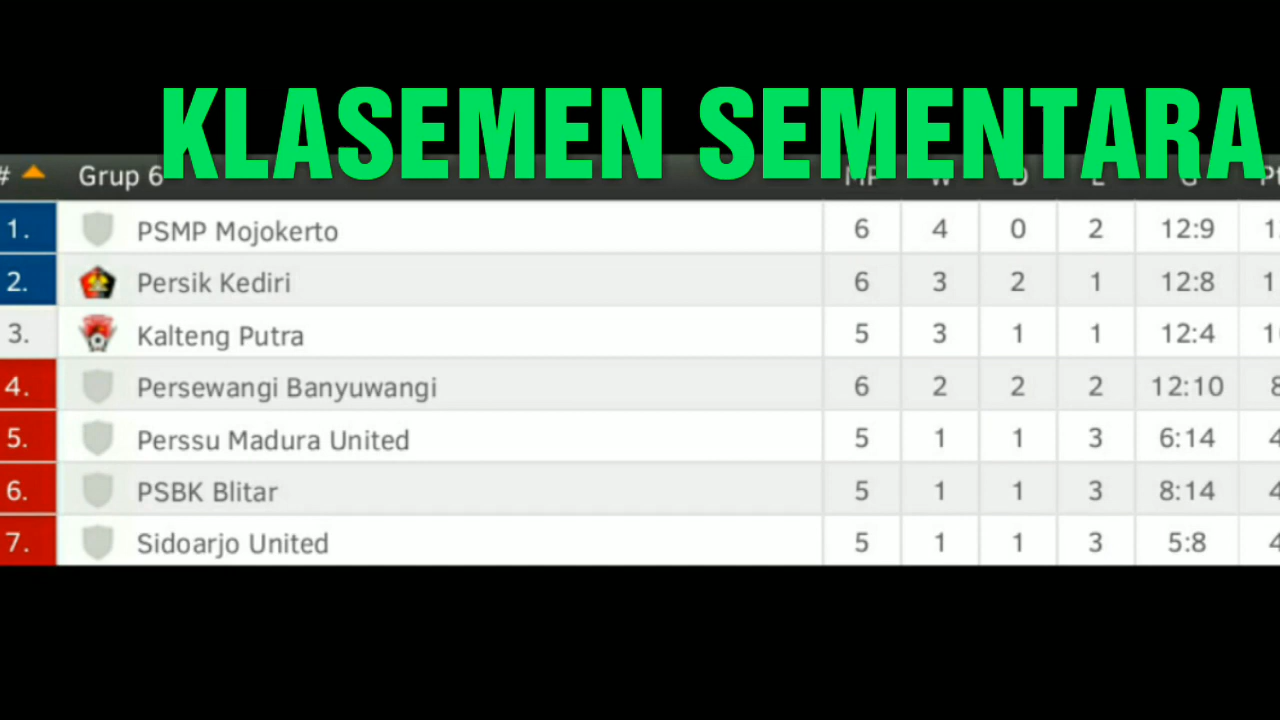 KLASEMEN SEMENTARA
# Grup 6 MP W D L G
1. PSMP Mojokerto 6 4 0 2 12:9
2. Persik Kediri 6 3 2 1 12:8
3. Kalteng Putra 5 3 1 1 12:4
4. Persewangi Banyuwangi 6 2 2 2 12:10 8
5. Perssu Madura United 5 1 1 3 6:14 4
6. PSBK Blitar 5 1 1 3 8:14 4
7. Sidoarjo United 5 1 1 3 5:8 4